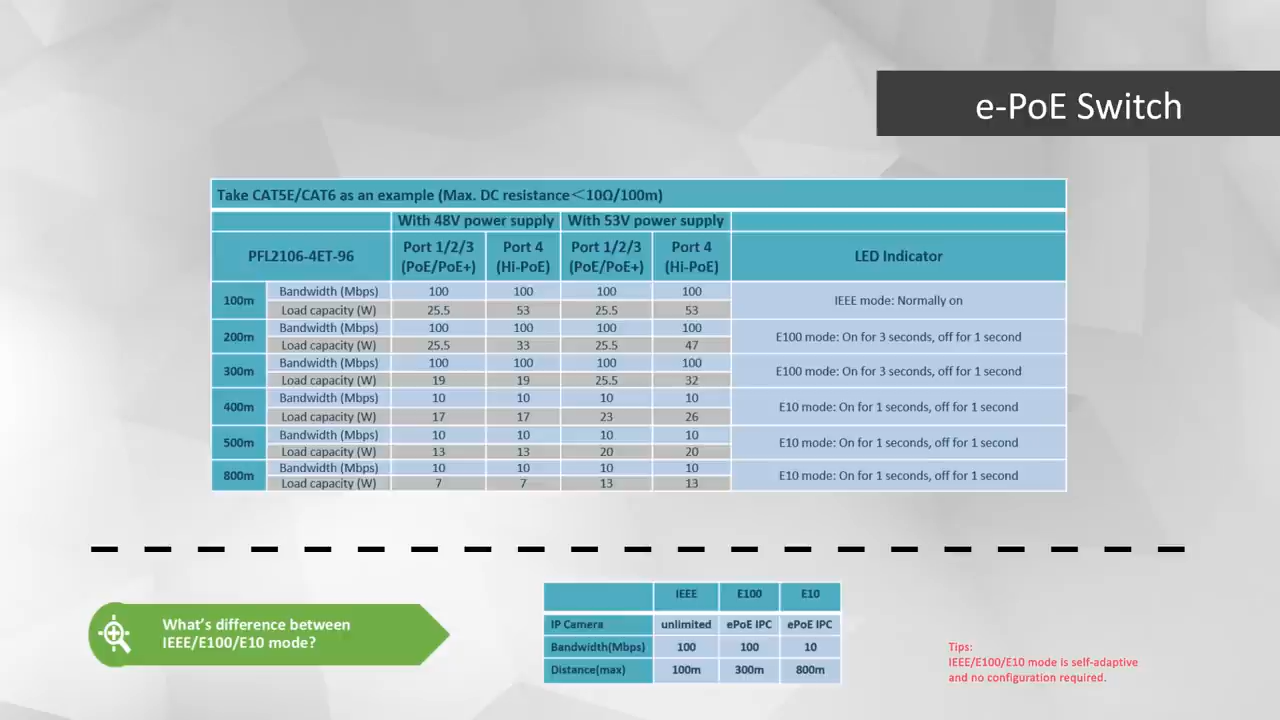 e-PoE Switch
Take CAT5E/CAT6 as an example (Max. DC resistance＜10Ω/100m)
With 48V power supply With 53V power supply
PFL2106-4ET-96 Port 1/2/3 (PoE/PoE+) Port 4 (Hi-PoE) Port 1/2/3 (PoE/PoE+) Port 4 (Hi-PoE) LED Indicator
100m Bandwidth (Mbps) 100 100 100 100 IEEE mode: Normally on
Load capacity (W) 25.5 53 25.5 53
200m Bandwidth (Mbps) 100 100 100 100 E100 mode: On for 3 seconds, off for 1 second
Load capacity (W) 25.5 33 25.5 47
300m Bandwidth (Mbps) 100 100 100 100 E100 mode: On for 3 seconds, off for 1 second
Load capacity (W) 19 19 25.5 32
400m Bandwidth (Mbps) 10 10 10 10 E10 mode: On for 1 seconds, off for 1 second
Load capacity (W) 17 17 23 26
500m Bandwidth (Mbps) 10 10 10 10 E10 mode: On for 1 seconds, off for 1 second
Load capacity (W) 13 13 20 20
800m Bandwidth (Mbps) 10 10 10 10 E10 mode: On for 1 seconds, off for 1 second
Load capacity (W) 7 7 13 13
What's difference between
IEEE/E100/E10 mode?
IEEE E100 E10
IP Camera unlimited ePoE IPC ePoE IPC
Bandwidth(Mbps) 100 100 10
Distance(max) 100m 300m 800m
Tips:
IEEE/E100/E10 mode is self-adaptive
and no configuration required.